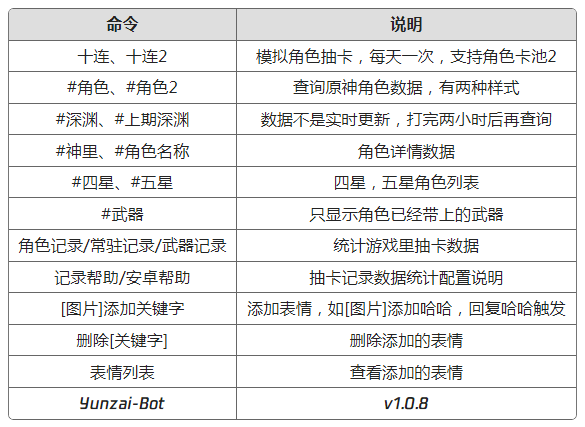 命令 说明
十连、十连2 模拟角色抽卡，每天一次，支持角色卡池2
#角色、#角色2 查询原神角色数据，有两种样式
#深渊、#上期深渊 数据不是实时更新，打完两小时后再查询
#神里、#角色名称 角色详情数据
#四星、#五星 四星，五星角色列表
#武器 只显示角色已经带上的武器
角色记录/常驻记录/武器记录 统计游戏里抽卡数据
记录帮助/安卓帮助 抽卡记录数据统计配置说明
[图片]添加关键字 添加表情，如[图片]添加哈哈，回复哈哈触发
删除[关键字] 删除添加的表情
表情列表 查看添加的表情
Yunzai-Bot v1.0.8